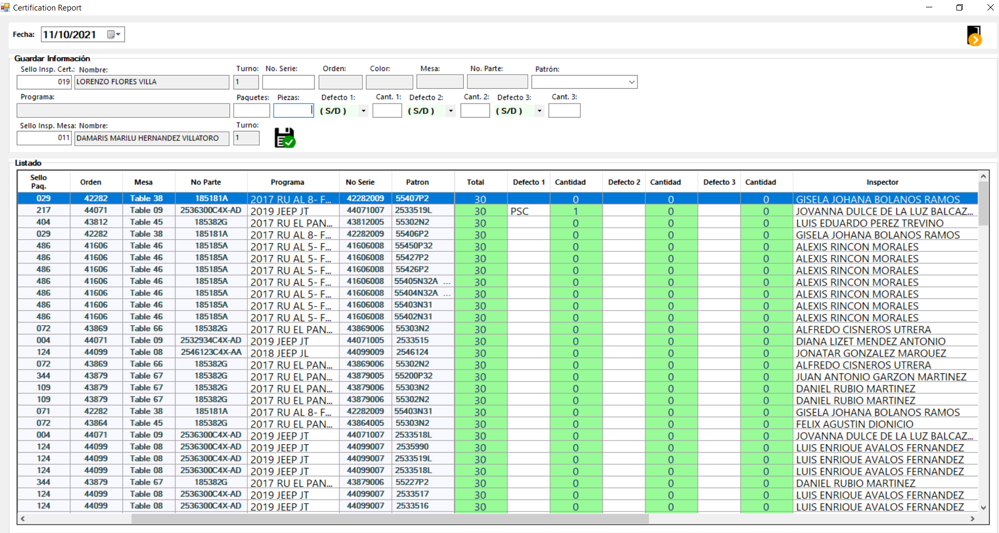 Certification Report
Fecha: 11/10/2021
Guardar Información
Sello Insp. Cert.: Nombre: Turno: No. Serie: Orden: Color: Mesa: No. Parte: Patrón:
019 LORENZO FLORES VILLA 1
Programa: Paquetes: Piezas: Defecto 1: Cant. 1: Defecto 2: Cant. 2: Defecto 3: Cant. 3:
( S/D ) ( S/D ) ( S/D )
Sello Insp. Mesa: Nombre: Turno:
011 DAMARIS MARILU HERNANDEZ VILLATORO 1
Listado
Sello Paq. Orden Mesa No Parte Programa No Serie Patron Total Defecto 1 Cantidad Defecto 2 Cantidad Defecto 3 Cantidad Inspector
029 42282 Table 38 185181A 2017 RU AL 8- F... 42282009 55407P2 30 0 0 0 GISELA JOHANA BOLANOS RAMOS
217 44071 Table 09 2536300C4X-AD 2019 JEEP JT 44071007 2533519L 30 PSC 1 0 0 JOVANNA DULCE DE LA LUZ BALCAZ...
404 43812 Table 45 185382G 2017 RU EL PAN... 43812005 55302N2 30 0 0 0 LUIS EDUARDO PEREZ TREVINO
029 42282 Table 38 185181A 2017 RU AL 8- F... 42282009 55406P2 30 0 0 0 GISELA JOHANA BOLANOS RAMOS
486 41606 Table 46 185185A 2017 RU AL 5- F... 41606008 55450P32 30 0 0 0 ALEXIS RINCON MORALES
486 41606 Table 46 185185A 2017 RU AL 5- F... 41606008 55427P2 30 0 0 0 ALEXIS RINCON MORALES
486 41606 Table 46 185185A 2017 RU AL 5- F... 41606008 55426P2 30 0 0 0 ALEXIS RINCON MORALES
486 41606 Table 46 185185A 2017 RU AL 5- F... 41606008 55405N32A ... 30 0 0 0 ALEXIS RINCON MORALES
486 41606 Table 46 185185A 2017 RU AL 5- F... 41606008 55404N32A ... 30 0 0 0 ALEXIS RINCON MORALES
486 41606 Table 46 185185A 2017 RU AL 5- F... 41606008 55403N31 30 0 0 0 ALEXIS RINCON MORALES
486 41606 Table 46 185185A 2017 RU AL 5- F... 41606008 55402N31 30 0 0 0 ALEXIS RINCON MORALES
072 43869 Table 66 185382G 2017 RU EL PAN... 43869006 55303N2 30 0 0 0 ALFREDO CISNEROS UTRERA
004 44071 Table 09 2532934C4X-AD 2019 JEEP JT 44071005 2533515 30 0 0 0 DIANA LIZET MENDEZ ANTONIO
124 44099 Table 08 2546123C4X-AA 2018 JEEP JL 44099009 2546124 30 0 0 0 JONATAR GONZALEZ MARQUEZ
072 43869 Table 66 185382G 2017 RU EL PAN... 43869006 55302N2 30 0 0 0 ALFREDO CISNEROS UTRERA
344 43879 Table 67 185382G 2017 RU EL PAN... 43879005 55200P32 30 0 0 0 JUAN ANTONIO GARZON MARTINEZ
109 43879 Table 67 185382G 2017 RU EL PAN... 43879006 55303N2 30 0 0 0 DANIEL RUBIO MARTINEZ
109 43879 Table 67 185382G 2017 RU EL PAN... 43879006 55302N2 30 0 0 0 DANIEL RUBIO MARTINEZ
071 42282 Table 38 185181A 2017 RU AL 8- F... 42282009 55403N31 30 0 0 0 GISELA JOHANA BOLANOS RAMOS
072 43864 Table 45 185382G 2017 RU EL PAN... 43864005 55303N2 30 0 0 0 FELIX AGUSTIN DIONICIO
004 44071 Table 09 2536300C4X-AD 2019 JEEP JT 44071007 2533518L 30 0 0 0 JOVANNA DULCE DE LA LUZ BALCAZ...
124 44099 Table 08 2536300C4X-AD 2019 JEEP JT 44099007 2535990 30 0 0 0 LUIS ENRIQUE AVALOS FERNANDEZ
124 44099 Table 08 2536300C4X-AD 2019 JEEP JT 44099007 2533519L 30 0 0 0 LUIS ENRIQUE AVALOS FERNANDEZ
124 44099 Table 08 2536300C4X-AD 2019 JEEP JT 44099007 2533518L 30 0 0 0 LUIS ENRIQUE AVALOS FERNANDEZ
344 43879 Table 67 185382G 2017 RU EL PAN... 43879006 55227P2 30 0 0 0 DANIEL RUBIO MARTINEZ
124 44099 Table 08 2536300C4X-AD 2019 JEEP JT 44099007 2533517 30 0 0 0 LUIS ENRIQUE AVALOS FERNANDEZ
124 44099 Table 08 2536300C4X-AD 2019 JEEP JT 44099007 2533516 30 0 0 0 LUIS ENRIQUE AVALOS FERNANDEZ